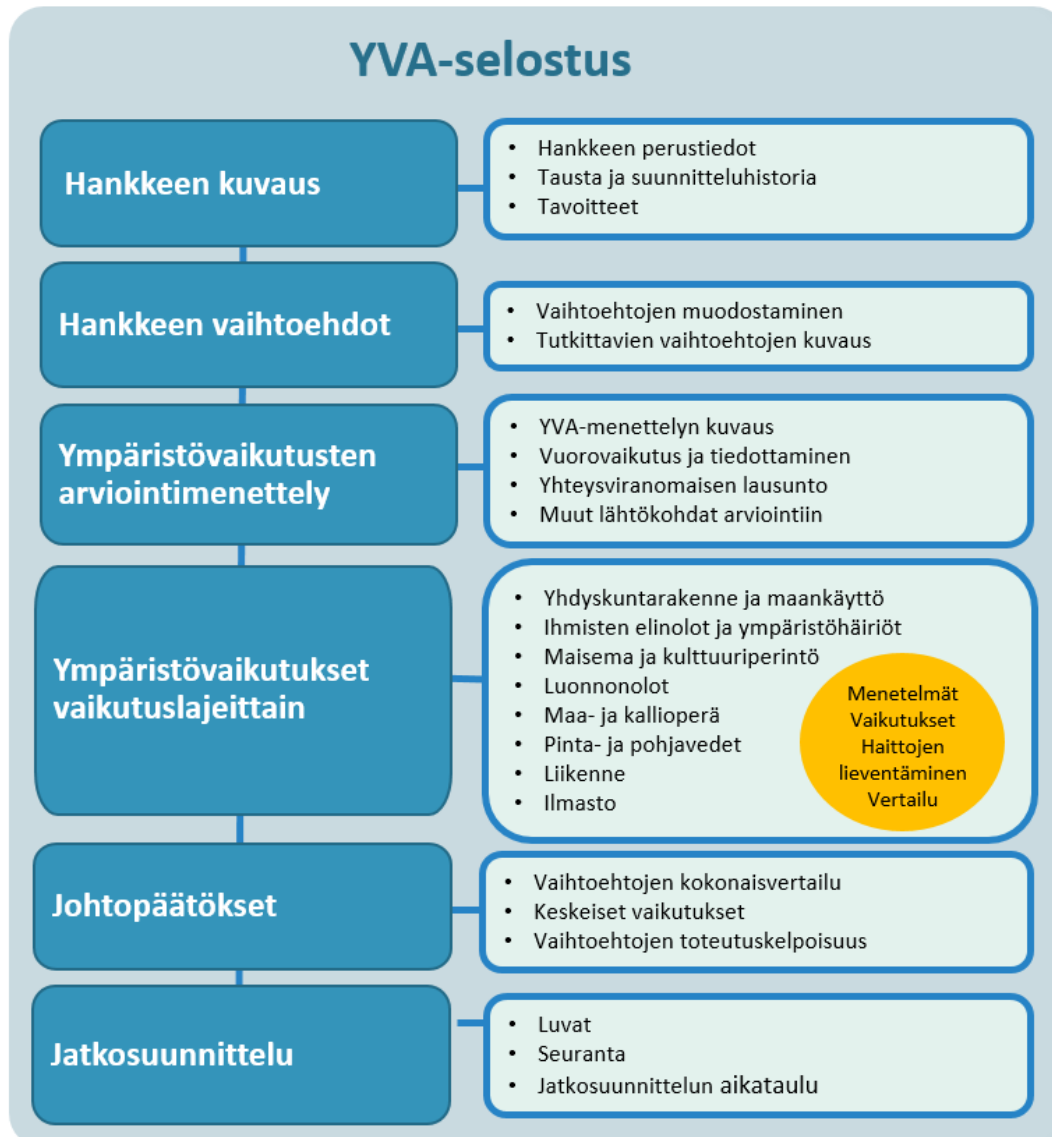 YVA-selostus
Hankkeen kuvaus
• Hankkeen perustiedot
• Tausta ja suunnitteluhistoria
• Tavoitteet
Hankkeen vaihtoehdot
• Vaihtoehtojen muodostaminen
• Tutkittavien vaihtoehtojen kuvaus
Ympäristövaikutusten
arviointimenettely
• YVA-menettelyn kuvaus
• Vuorovaikutus ja tiedottaminen
• Yhteysviranomaisen lausunto
• Muut lähtökohdat arviointiin
Ympäristövaikutukset
vaikutuslajeittain
• Yhdyskuntarakenne ja maankäyttö
• Ihmisten elinolot ja ympäristöhäiriöt
• Maisema ja kulttuuriperintö
• Luonnonolot
• Maa- ja kallioperä
• Pinta- ja pohjavedet
• Liikenne
• Ilmasto
Menetelmät
Vaikutukset
Haittojen
lieventäminen
Vertailu
Johtopäätökset
• Vaihtoehtojen kokonaisvertailu
• Keskeiset vaikutukset
• Vaihtoehtojen toteutuskelpoisuus
Jatkosuunnittelu
• Luvat
• Seuranta
• Jatkosuunnittelun aikataulu